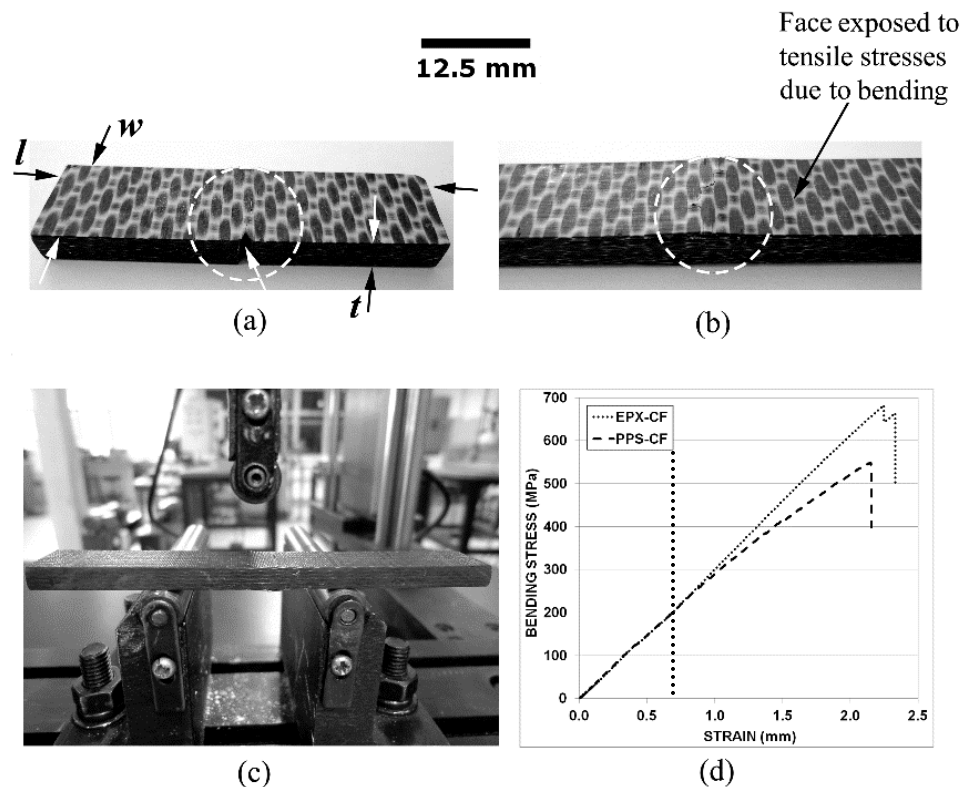 Face exposed to
tensile stresses
due to bending
12.5 mm
l
w
t
(a)
(b)
700
600
500
400
300
200
100
0
BENDING STRESS (MPa)
EPX-CF
PPS-CF
0.0
0.5
1.0
1.5
2.0
2.5
STRAIN (mm)
(c)
(d)